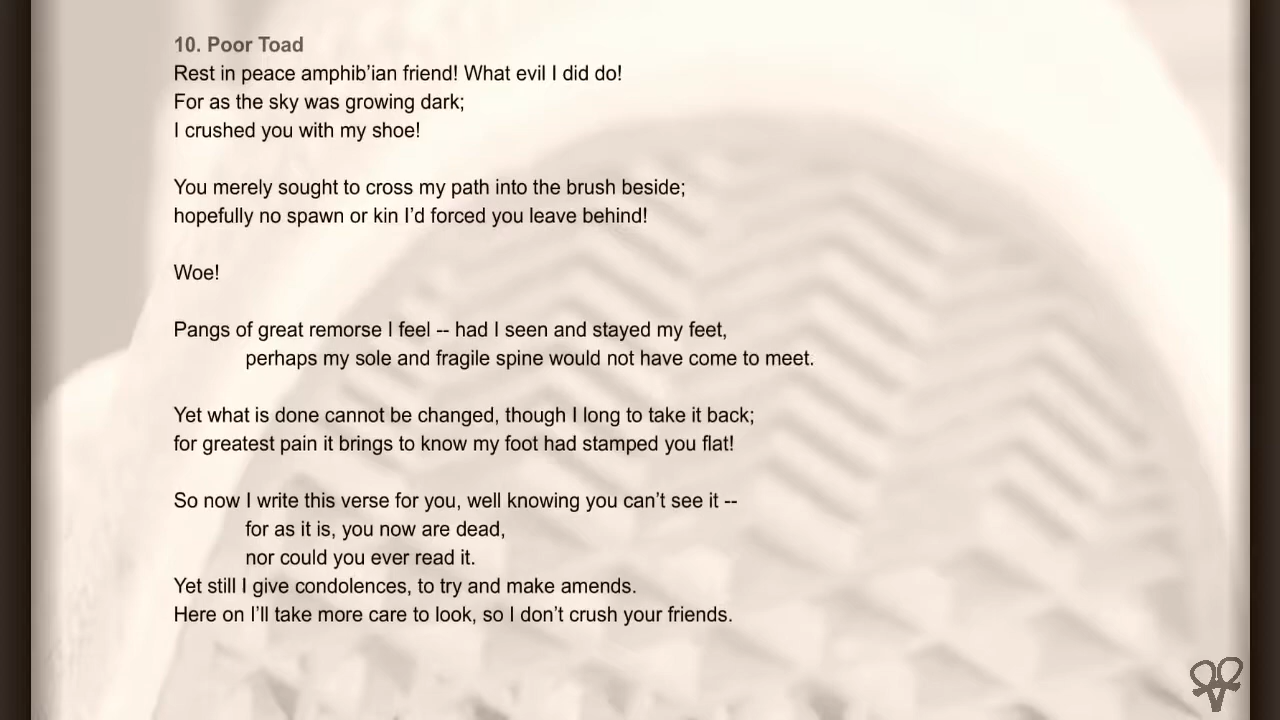 10. Poor Toad
Rest in peace amphib’ian friend! What evil I did do!
For as the sky was growing dark;
I crushed you with my shoe!
You merely sought to cross my path into the brush beside;
hopefully no spawn or kin I’d forced you leave behind!
Woe!
Pangs of great remorse I feel -- had I seen and stayed my feet,
perhaps my sole and fragile spine would not have come to meet.
Yet what is done cannot be changed, though I long to take it back;
for greatest pain it brings to know my foot had stamped you flat!
So now I write this verse for you, well knowing you can’t see it --
for as it is, you now are dead,
nor could you ever read it.
Yet still I give condolences, to try and make amends.
Here on I’ll take more care to look, so I don’t crush your friends.